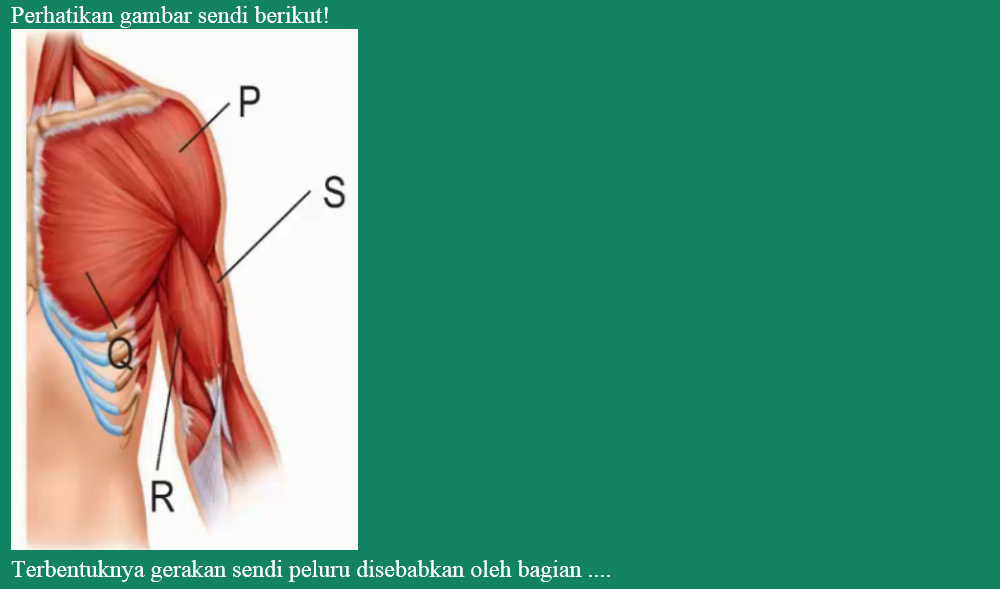 Perhatikan gambar sendi berikut!
P
S
Q
R
Terbentuknya gerakan sendi peluru disebabkan oleh bagian ....